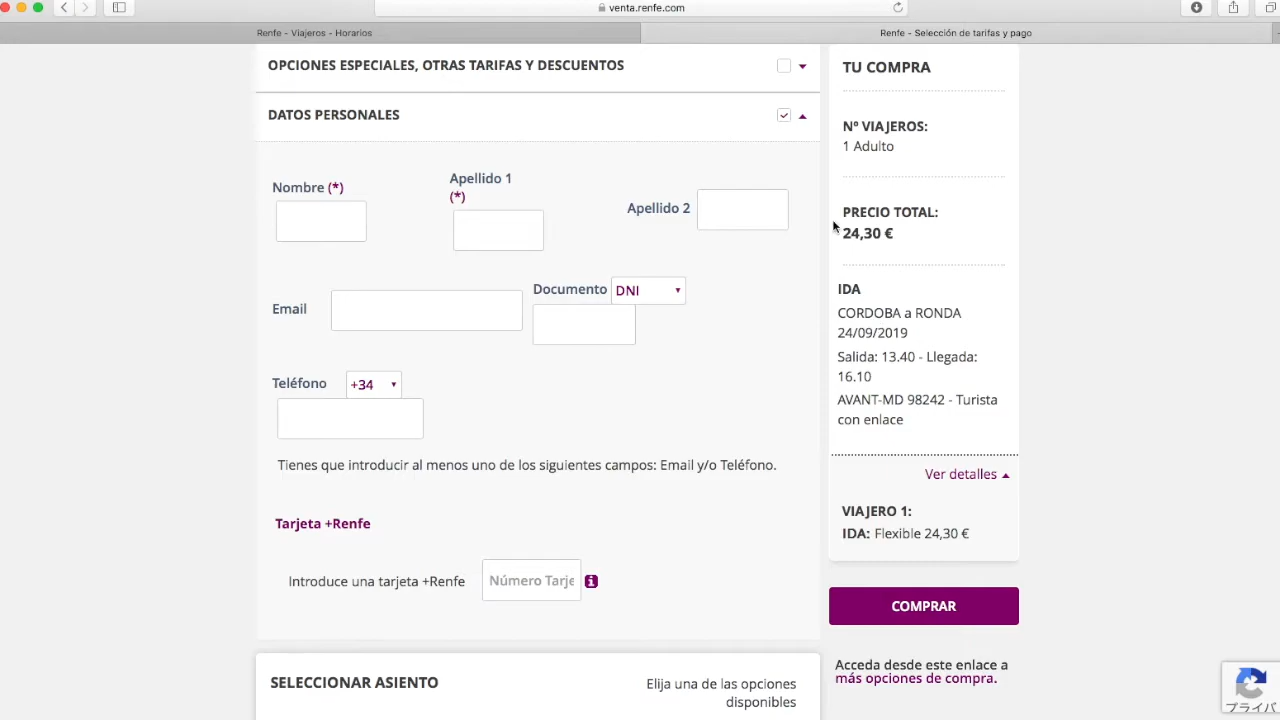 venta.renfe.com
Renfe - Viajeros - Horarios
Renfe - Selección de tarifas y pago
OPCIONES ESPECIALES, OTRAS TARIFAS Y DESCUENTOS
DATOS PERSONALES
Nombre (*)
Apellido 1
(*)
Apellido 2
Email
Documento DNI
Teléfono +34
Tienes que introducir al menos uno de los siguientes campos: Email y/o Teléfono.
Tarjeta +Renfe
Introduce una tarjeta +Renfe Número Tarje
SELECCIONAR ASIENTO
Elija una de las opciones
disponibles
TU COMPRA
Nº VIAJEROS:
1 Adulto
PRECIO TOTAL:
24,30 €
IDA
CORDOBA a RONDA
24/09/2019
Salida: 13.40 - Llegada:
16.10
AVANT-MD 98242 - Turista
con enlace
Ver detalles
VIAJERO 1:
IDA: Flexible 24,30 €
COMPRAR
Acceda desde este enlace a
más opciones de compra.
プライバ